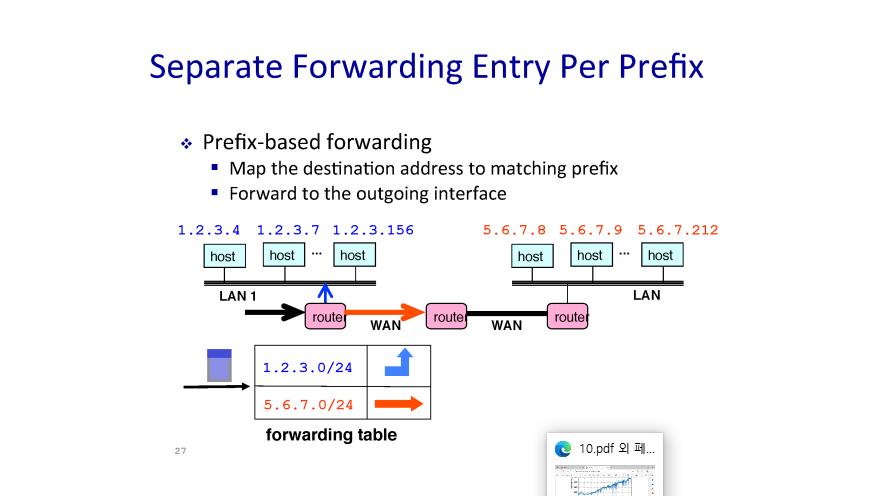 Separate Forwarding Entry Per Prefix
Prefix-based forwarding
Map the destination address to matching prefix
Forward to the outgoing interface
1.2.3.4 1.2.3.7 1.2.3.156
5.6.7.8 5.6.7.9 5.6.7.212
host host ... host
host host ... host
LAN 1
LAN
router
WAN
router
WAN
router
1.2.3.0/24
5.6.7.0/24
forwarding table
27
10.pdf 외 페...